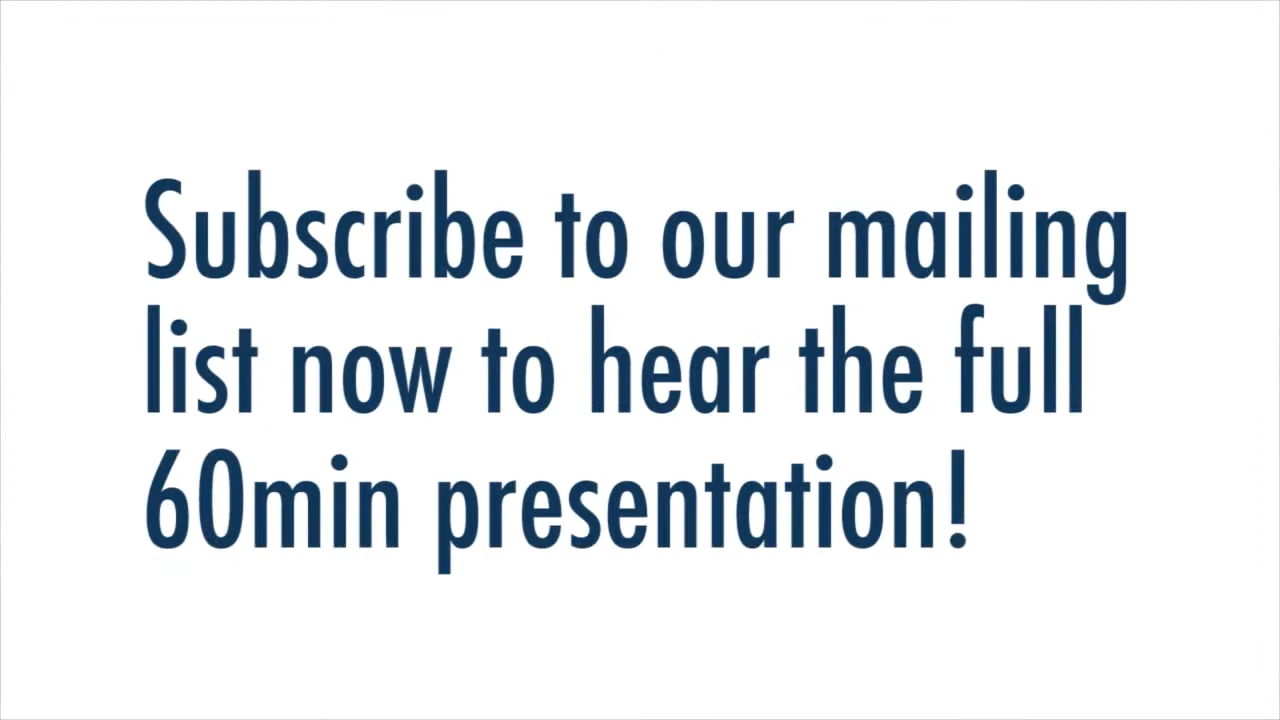 Subscribe to our mailing
list now to hear the full
60min presentation!